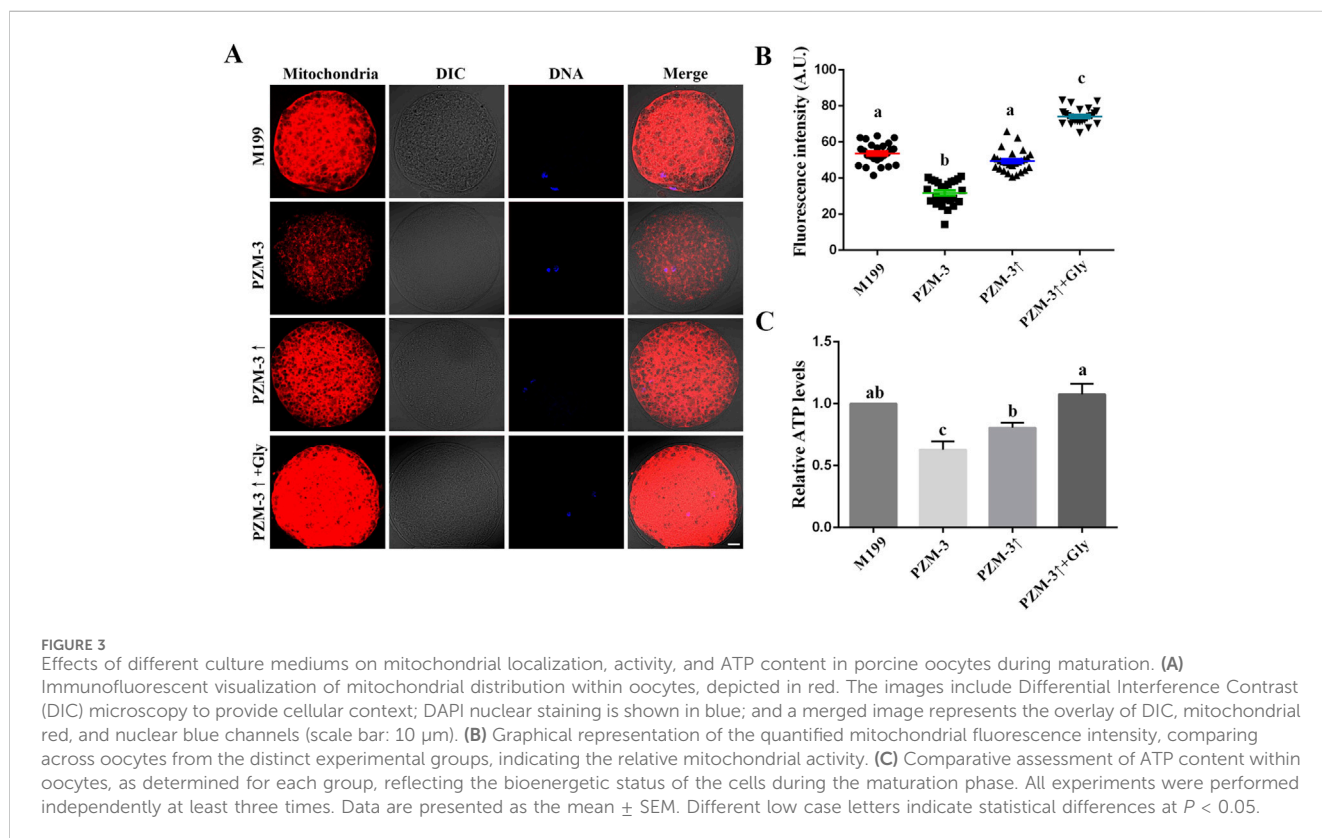 A
Mitochondria DIC DNA Merge
M199
PZM-3
PZM-3↑
PZM-3↑+Gly
B
Fluorescence intensity (A.U.)
100
80
60
40
20
0
a
b
a
c
M199
PZM-3
PZM-3↑
PZM-3↑+Gly
C
Relative ATP levels
1.5
1.0
0.5
0.0
ab
c
b
a
M199
PZM-3
PZM-3↑
PZM-3↑+Gly
FIGURE 3
Effects of different culture mediums on mitochondrial localization, activity, and ATP content in porcine oocytes during maturation. (A)
Immunofluorescent visualization of mitochondrial distribution within oocytes, depicted in red. The images include Differential Interference Contrast
(DIC) microscopy to provide cellular context; DAPI nuclear staining is shown in blue; and a merged image represents the overlay of DIC, mitochondrial
red, and nuclear blue channels (scale bar: 10 µm). (B) Graphical representation of the quantified mitochondrial fluorescence intensity, comparing
across oocytes from the distinct experimental groups, indicating the relative mitochondrial activity. (C) Comparative assessment of ATP content within
oocytes, as determined for each group, reflecting the bioenergetic status of the cells during the maturation phase. All experiments were performed
independently at least three times. Data are presented as the mean ± SEM. Different low case letters indicate statistical differences at P < 0.05.